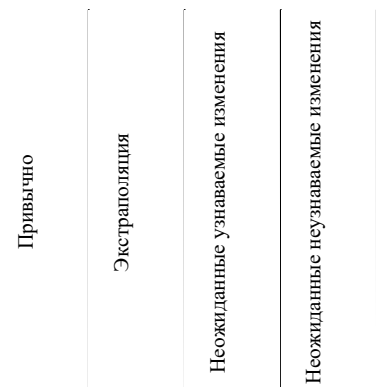 Привычно
Экстраполяция
Неожиданные узнаваемые изменения
Неожиданные неузнаваемые изменения